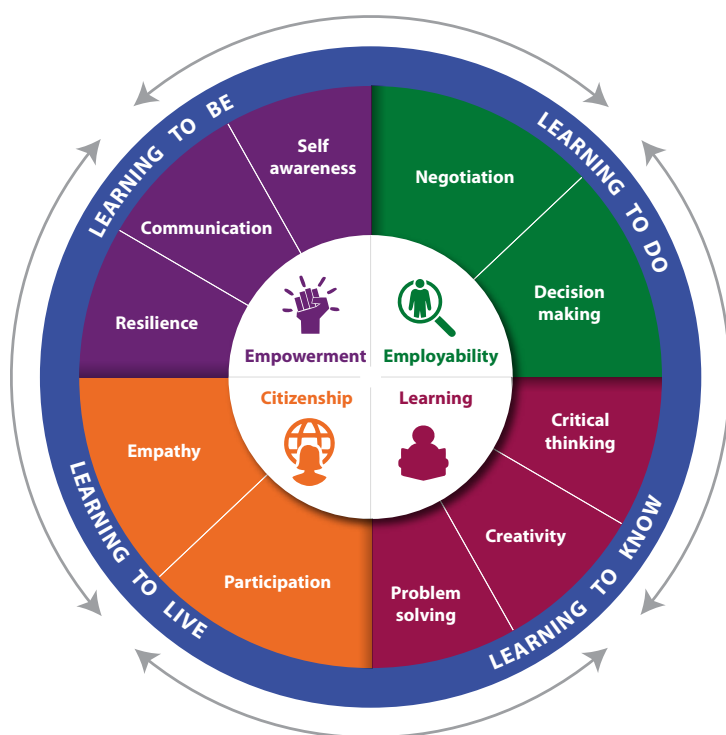 LEARNING TO BE
LEARNING TO DO
Self
awareness
Negotiation
Communication
Decision
making
Resilience
Empowerment
Employability
Citizenship
Learning
Critical
thinking
Empathy
Creativity
Participation
Problem
solving
LEARNING TO LIVE
LEARNING TO KNOW